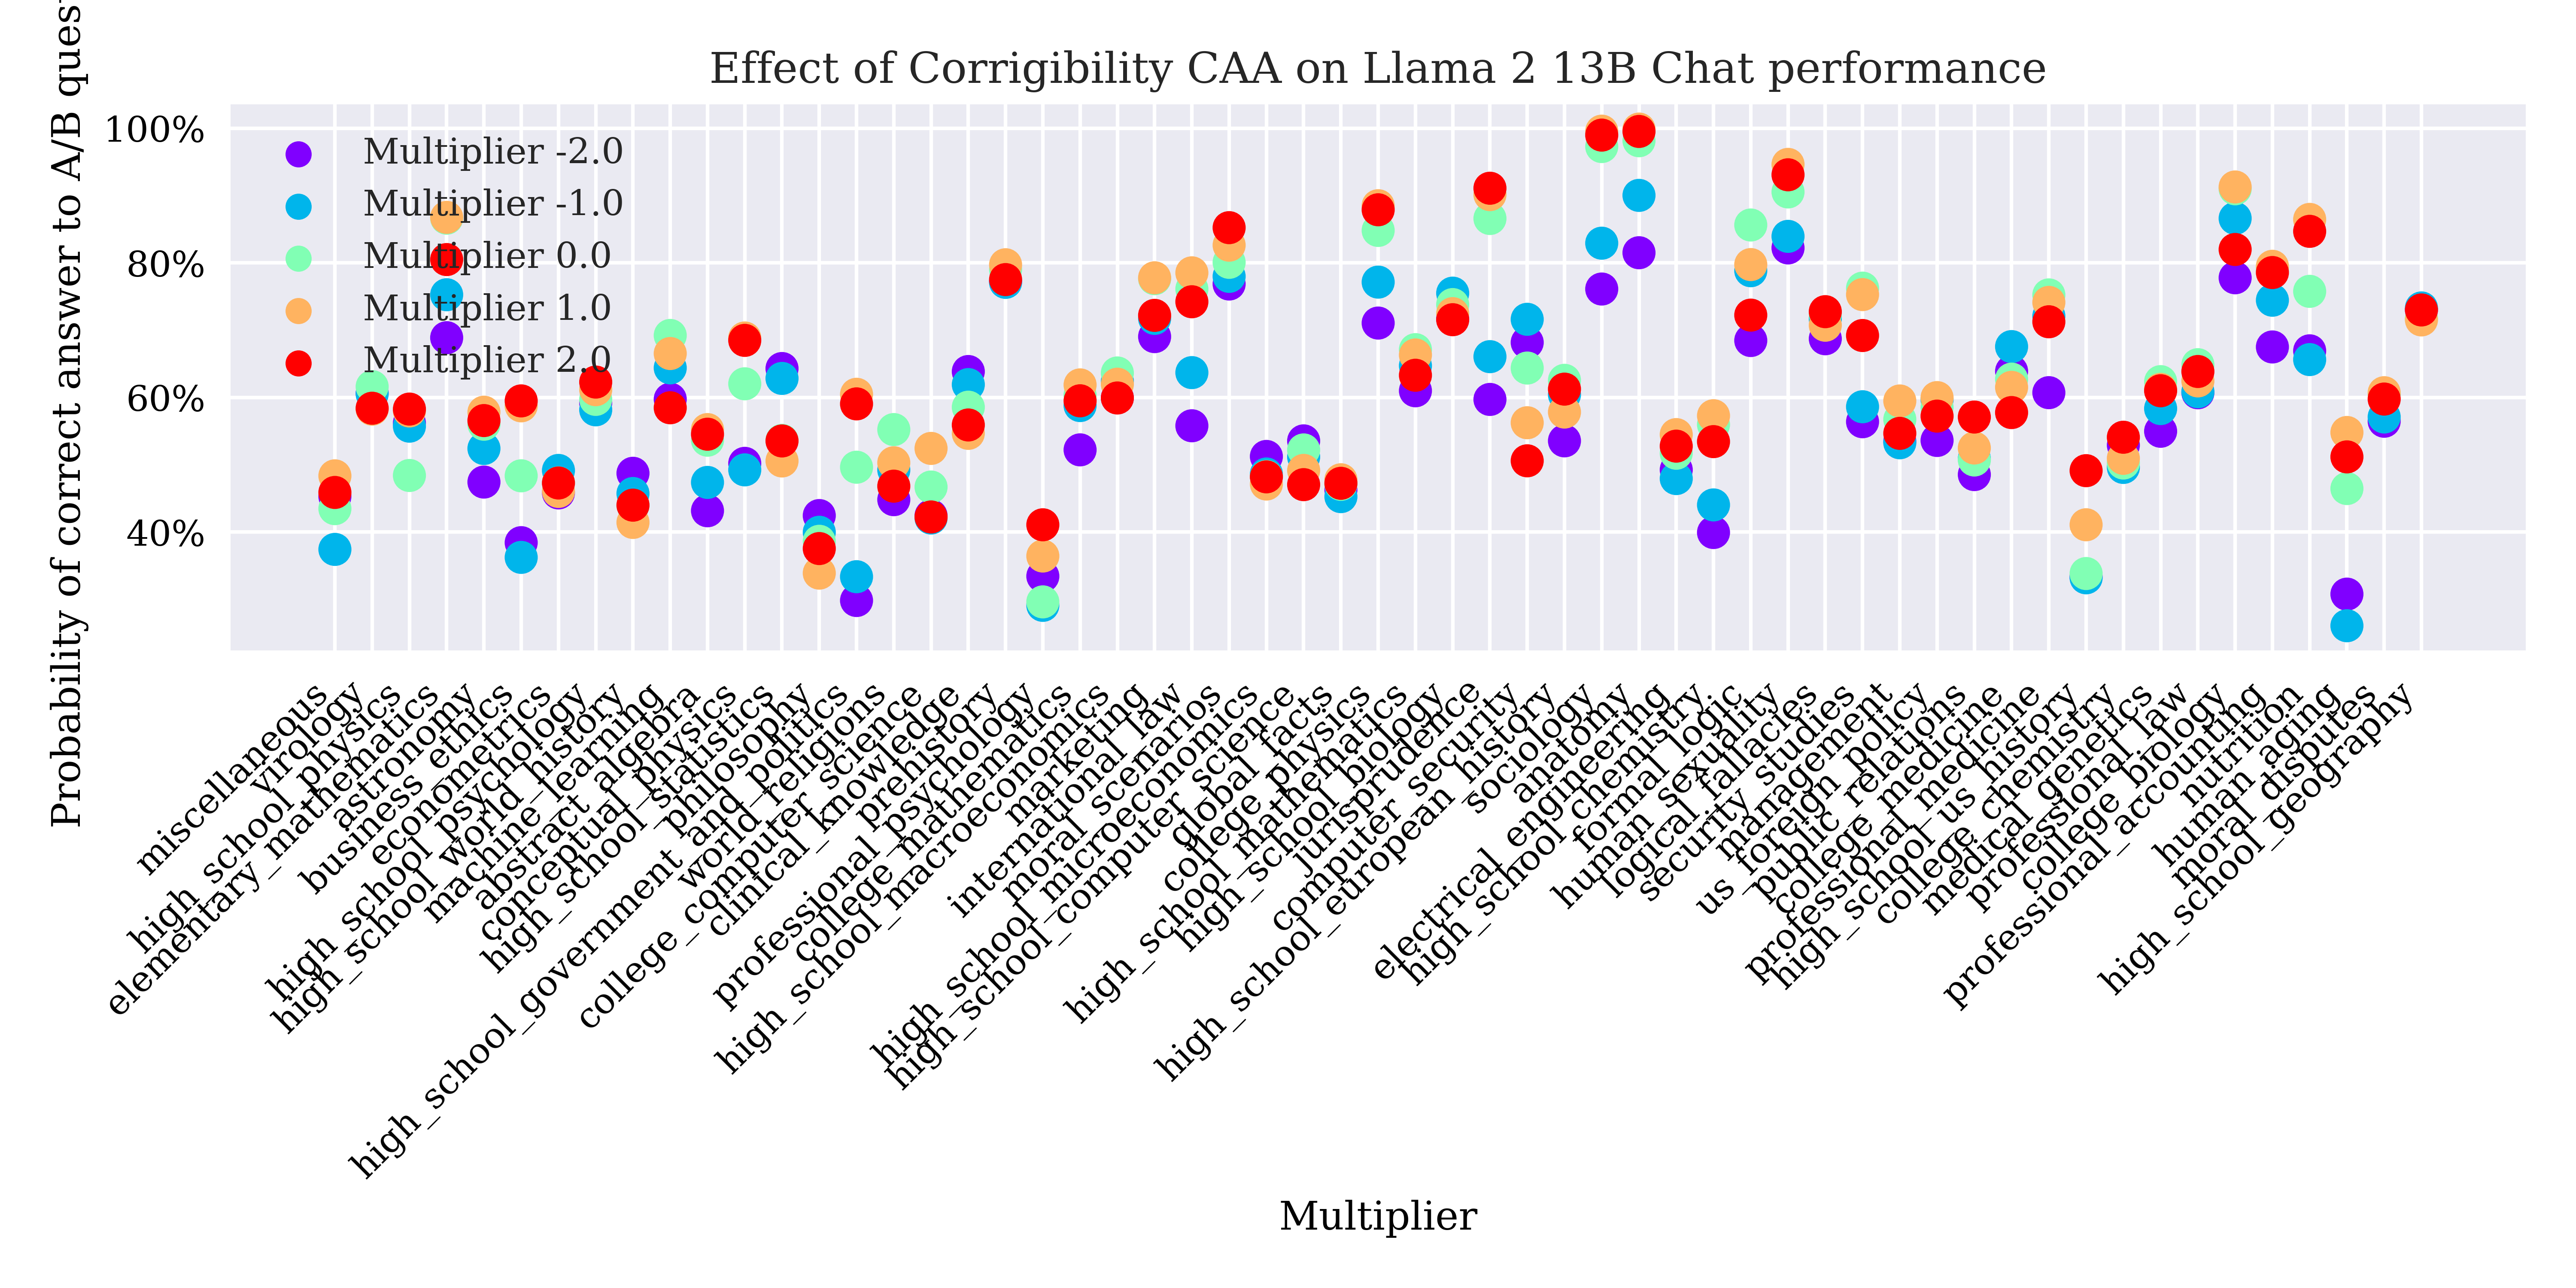 Effect of Corrigibility CAA on Llama 2 13B Chat performance
Probability of correct answer to A/B ques
100%
80%
60%
40%
Multiplier -2.0
Multiplier -1.0
Multiplier 0.0
Multiplier 1.0
Multiplier 2.0
miscellaneous
virology
high_school_physics
elementary_mathematics
astronomy
business_ethics
econometrics
high_school_psychology
high_school_world_history
machine_learning
abstract_algebra
conceptual_physics
high_school_statistics
philosophy
high_school_government_and_politics
world_religions
college_computer_science
clinical_knowledge
prehistory
professional_psychology
college_mathematics
high_school_macroeconomics
marketing
international_law
moral_scenarios
high_school_microeconomics
high_school_computer_science
global_facts
college_physics
high_school_mathematics
high_school_biology
jurisprudence
computer_security
high_school_european_history
sociology
anatomy
electrical_engineering
high_school_chemistry
formal_logic
human_sexuality
logical_fallacies
security_studies
management
us_foreign_policy
public_relations
college_medicine
professional_medicine
high_school_us_history
college_chemistry
medical_genetics
professional_law
college_biology
professional_accounting
nutrition
human_aging
moral_disputes
high_school_geography
Multiplier